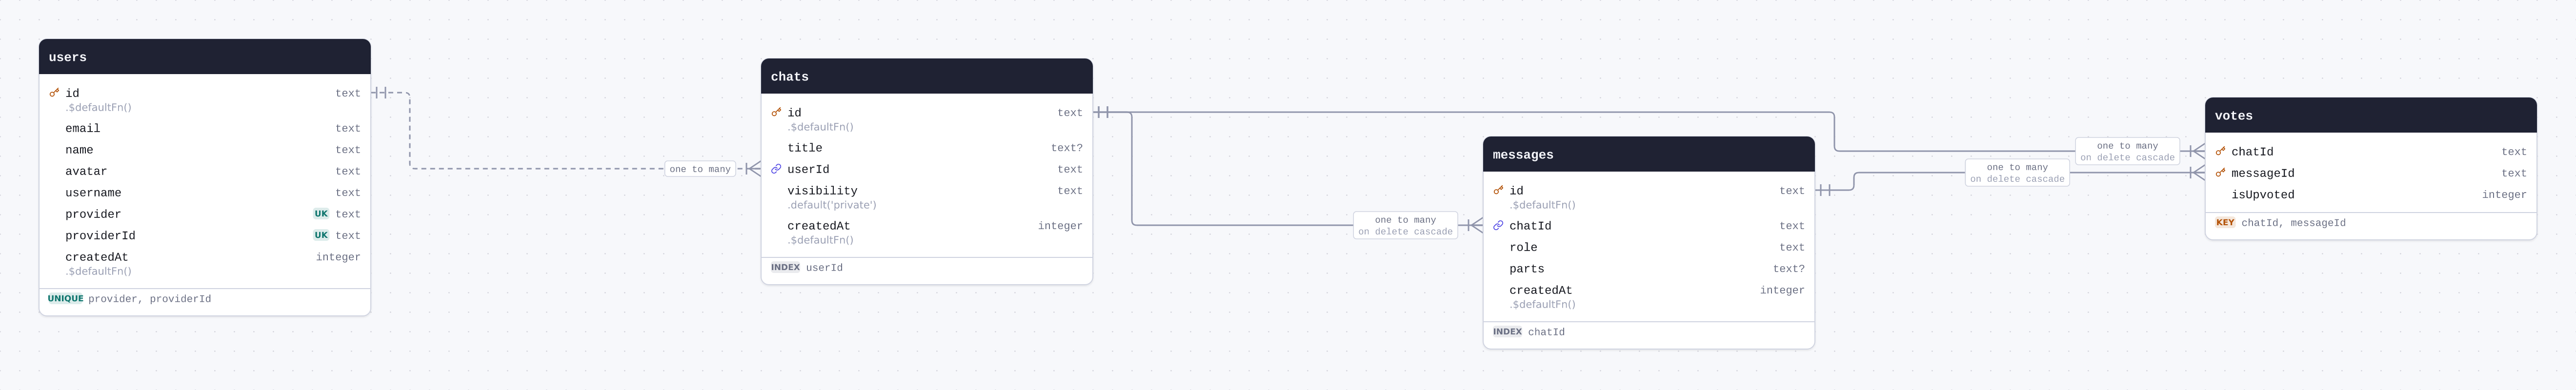 users
id text
.$defaultFn()
email text
name text
avatar text
username text
provider UK text
providerId UK text
createdAt integer
.$defaultFn()
UNIQUE provider, providerId
one to many
chats
id text
.$defaultFn()
title text?
userId text
visibility text
.default('private')
createdAt integer
.$defaultFn()
INDEX userId
one to many
on delete cascade
messages
id text
.$defaultFn()
chatId text
role text
parts text?
createdAt integer
.$defaultFn()
INDEX chatId
one to many
on delete cascade
one to many
on delete cascade
votes
chatId text
messageId text
isUpvoted integer
KEY chatId, messageId